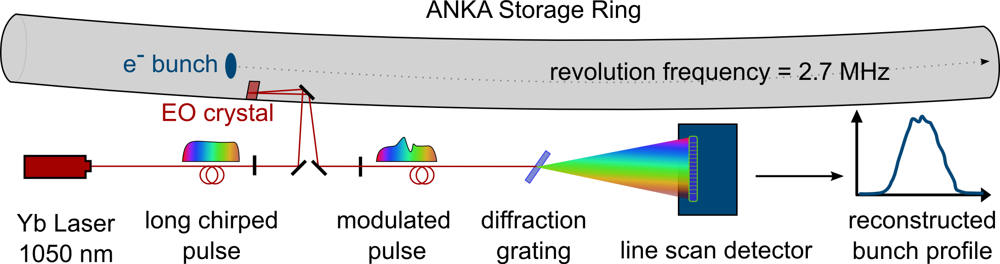 ANKA Storage Ring
e- bunch
revolution frequency = 2.7 MHz
EO crystal
Yb Laser
1050 nm
long chirped
pulse
modulated
pulse
diffraction
grating
line scan detector
reconstructed
bunch profile